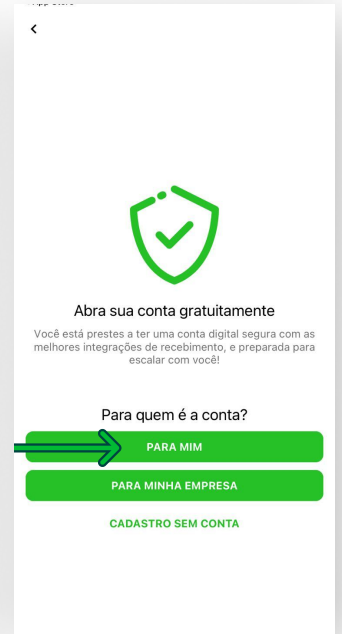 Abra sua conta gratuitamente
Você está prestes a ter uma conta digital segura com as
melhores integrações de recebimento, e preparada para
escalar com você!
Para quem é a conta?
PARA MIM
PARA MINHA EMPRESA
CADASTRO SEM CONTA